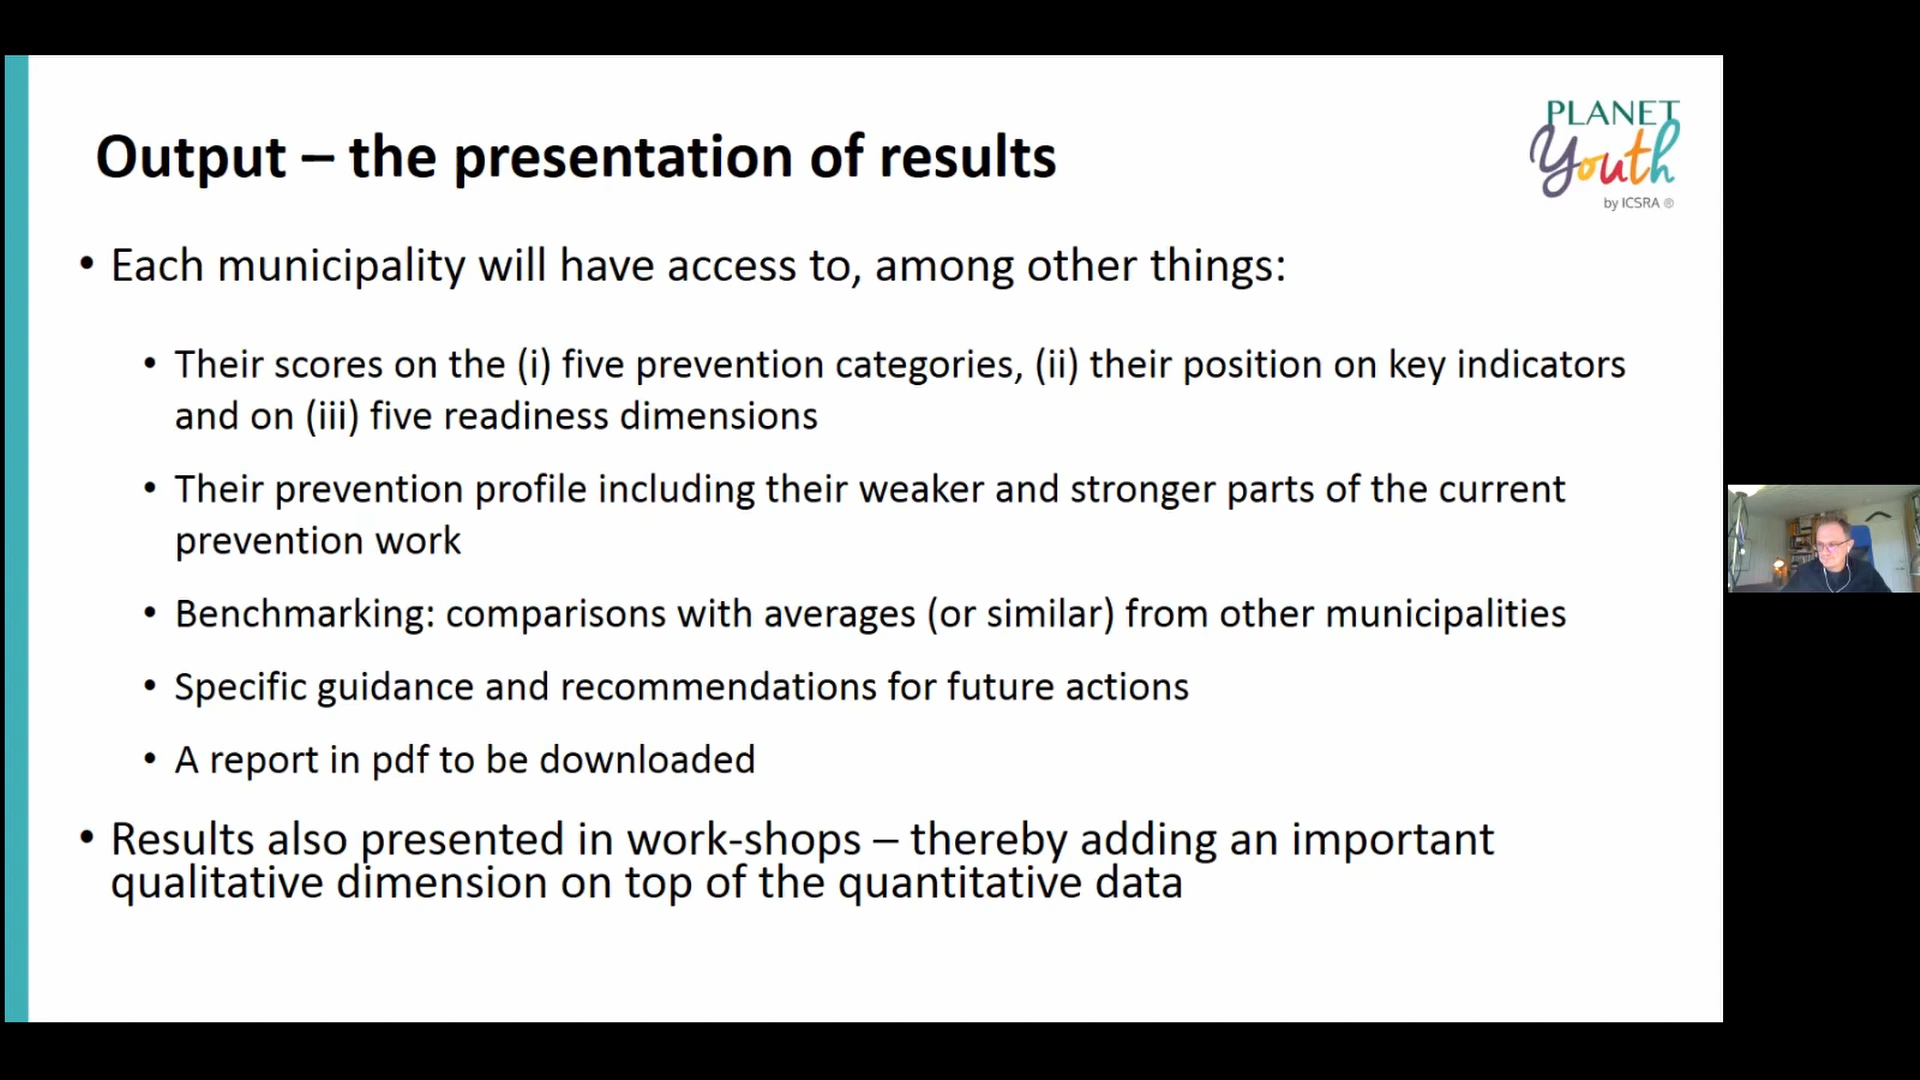 PLANET
Youth
by ICSRA ®
Output – the presentation of results
• Each municipality will have access to, among other things:
• Their scores on the (i) five prevention categories, (ii) their position on key indicators
and on (iii) five readiness dimensions
• Their prevention profile including their weaker and stronger parts of the current
prevention work
• Benchmarking: comparisons with averages (or similar) from other municipalities
• Specific guidance and recommendations for future actions
• A report in pdf to be downloaded
• Results also presented in work-shops – thereby adding an important
qualitative dimension on top of the quantitative data